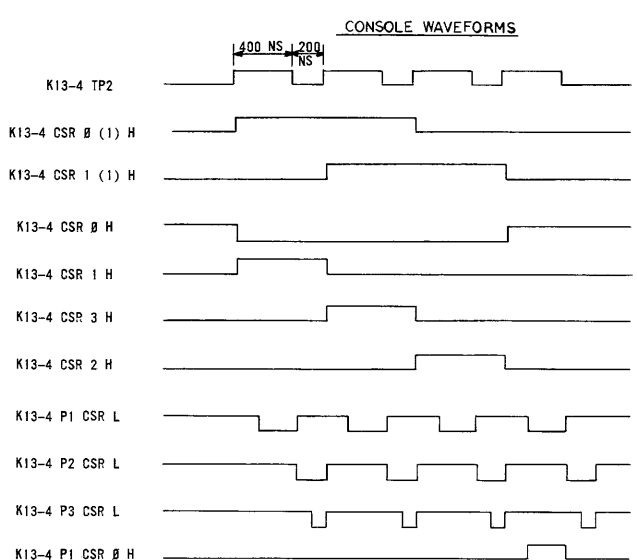 CONSOLE WAVEFORMS
400 NS 200 NS
K13-4 TP2
K13-4 CSR Ø (1) H
K13-4 CSR 1 (1) H
K13-4 CSR Ø H
K13-4 CSR 1 H
K13-4 CSR 3 H
K13-4 CSR 2 H
K13-4 P1 CSR L
K13-4 P2 CSR L
K13-4 P3 CSR L
K13-4 P1 CSR Ø H